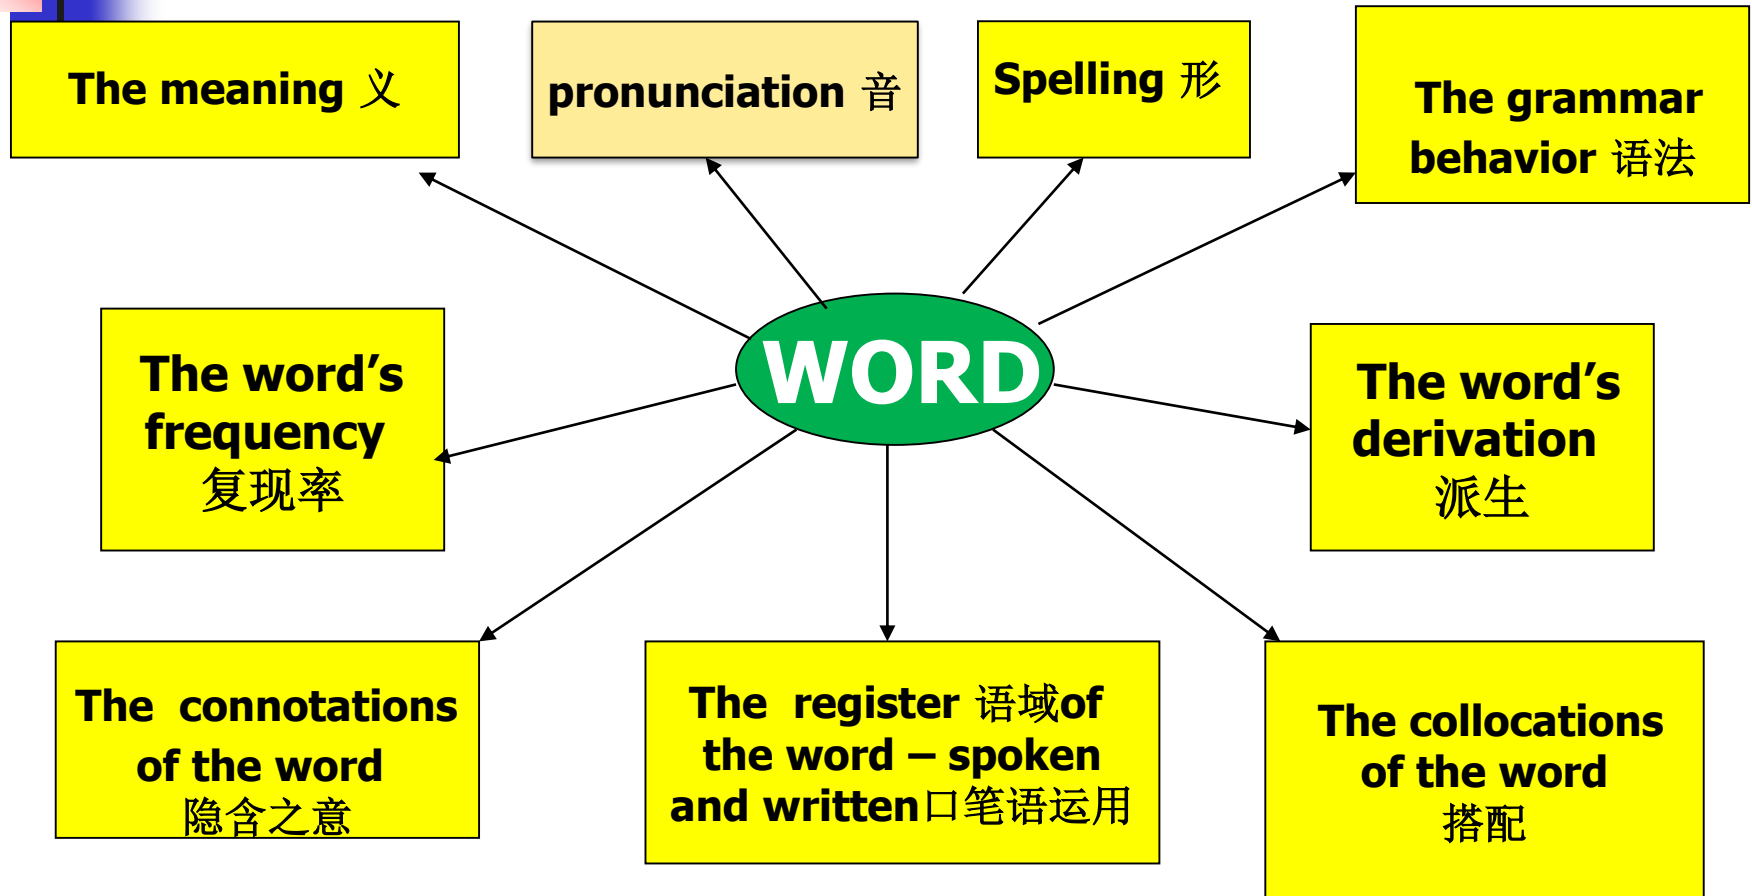 The meaning 义
pronunciation 音
Spelling 形
The grammar
behavior 语法
WORD
The word’s
frequency
复现率
The word’s
derivation
派生
The connotations
of the word
隐含之意
The register 语域of
the word – spoken
and written口笔语运用
The collocations
of the word
搭配